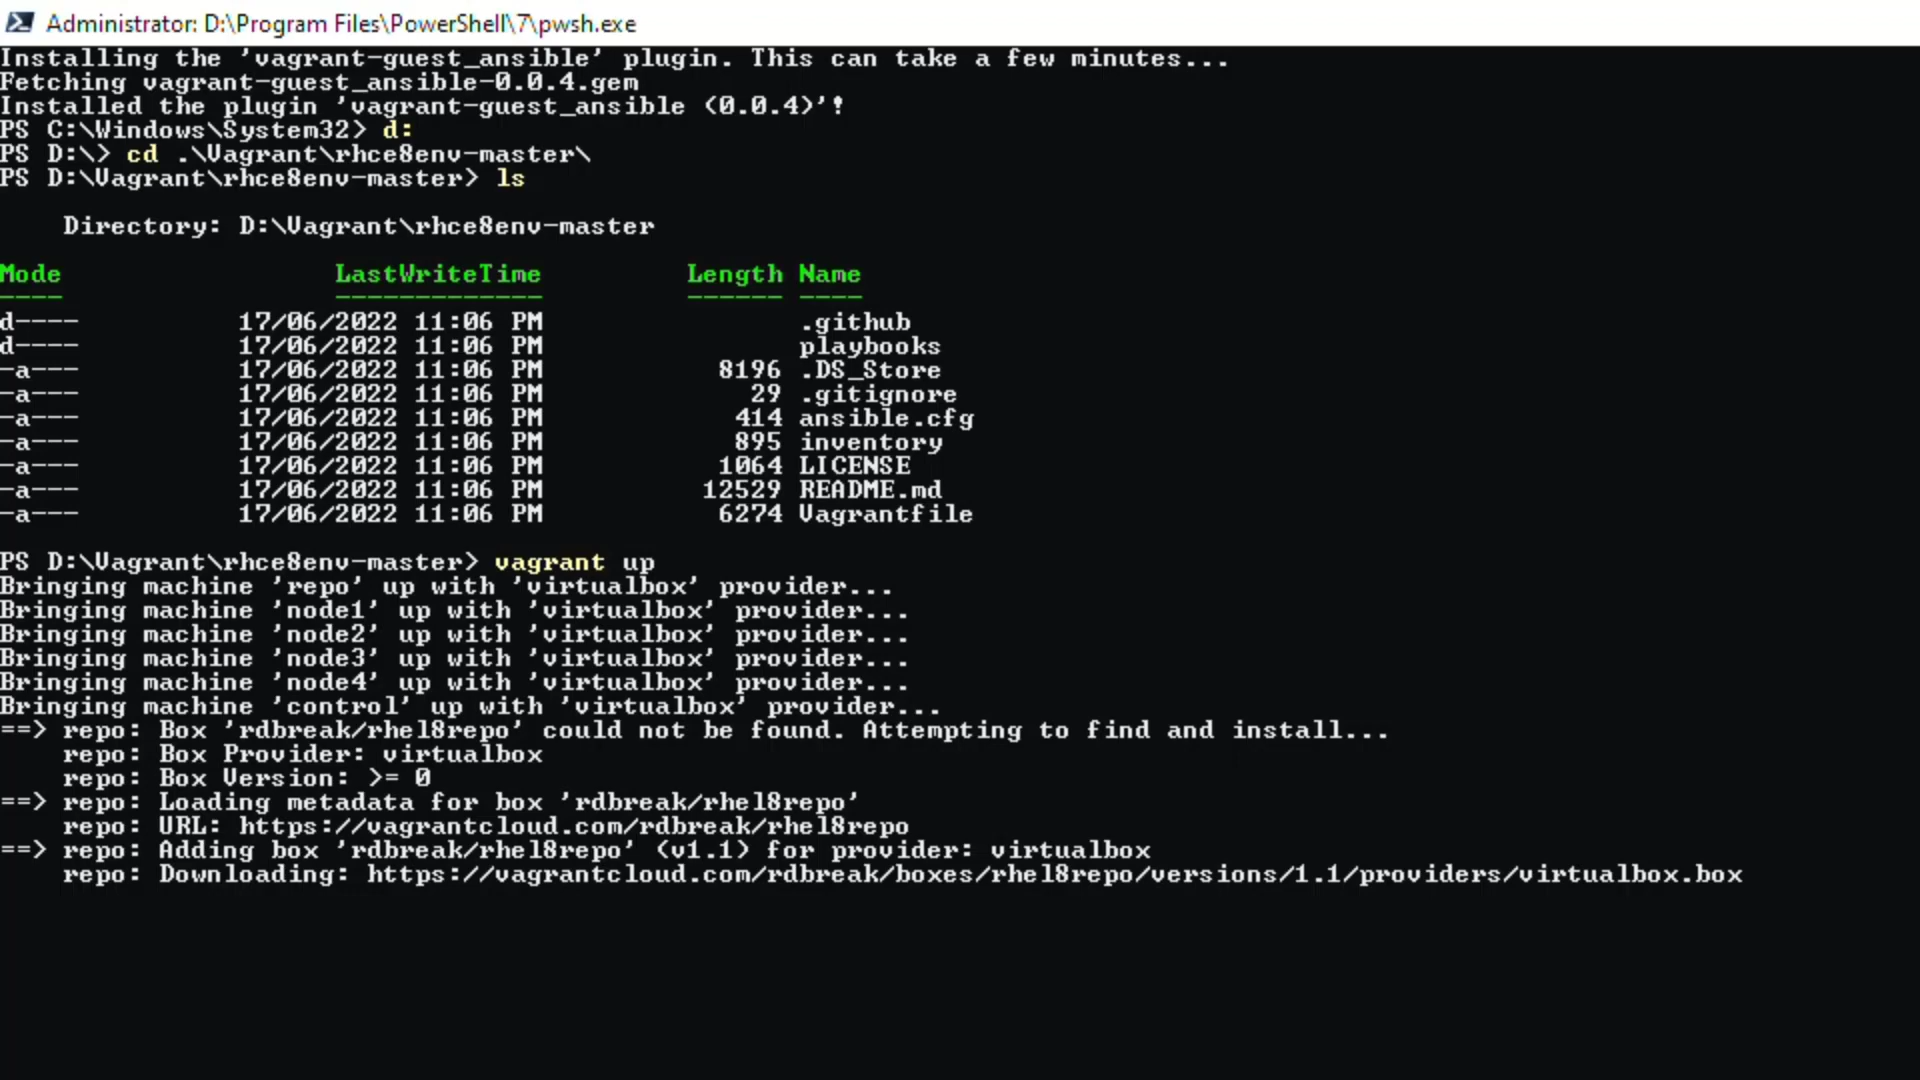 Administrator: D:\Program Files\PowerShell\7\pwsh.exe
Installing the 'vagrant-guest_ansible' plugin. This can take a few minutes...
Fetching vagrant-guest_ansible-0.0.4.gem
Installed the plugin 'vagrant-guest_ansible (0.0.4)'!
PS C:\Windows\System32> d:
PS D:\> cd .\Vagrant\rhce8env-master\
PS D:\Vagrant\rhce8env-master> ls
Directory: D:\Vagrant\rhce8env-master
Mode LastWriteTime Length Name
---- ------------- ------ ----
d---- 17/06/2022 11:06 PM .github
d---- 17/06/2022 11:06 PM playbooks
-a--- 17/06/2022 11:06 PM 8196 .DS_Store
-a--- 17/06/2022 11:06 PM 29 .gitignore
-a--- 17/06/2022 11:06 PM 414 ansible.cfg
-a--- 17/06/2022 11:06 PM 895 inventory
-a--- 17/06/2022 11:06 PM 1064 LICENSE
-a--- 17/06/2022 11:06 PM 12529 README.md
-a--- 17/06/2022 11:06 PM 6274 Vagrantfile
PS D:\Vagrant\rhce8env-master> vagrant up
Bringing machine 'repo' up with 'virtualbox' provider...
Bringing machine 'node1' up with 'virtualbox' provider...
Bringing machine 'node2' up with 'virtualbox' provider...
Bringing machine 'node3' up with 'virtualbox' provider...
Bringing machine 'node4' up with 'virtualbox' provider...
Bringing machine 'control' up with 'virtualbox' provider...
==> repo: Box 'rdbreak/rhel8repo' could not be found. Attempting to find and install...
repo: Box Provider: virtualbox
repo: Box Version: >= 0
==> repo: Loading metadata for box 'rdbreak/rhel8repo'
repo: URL: https://vagrantcloud.com/rdbreak/rhel8repo
==> repo: Adding box 'rdbreak/rhel8repo' (v1.1) for provider: virtualbox
repo: Downloading: https://vagrantcloud.com/rdbreak/boxes/rhel8repo/versions/1.1/providers/virtualbox.box